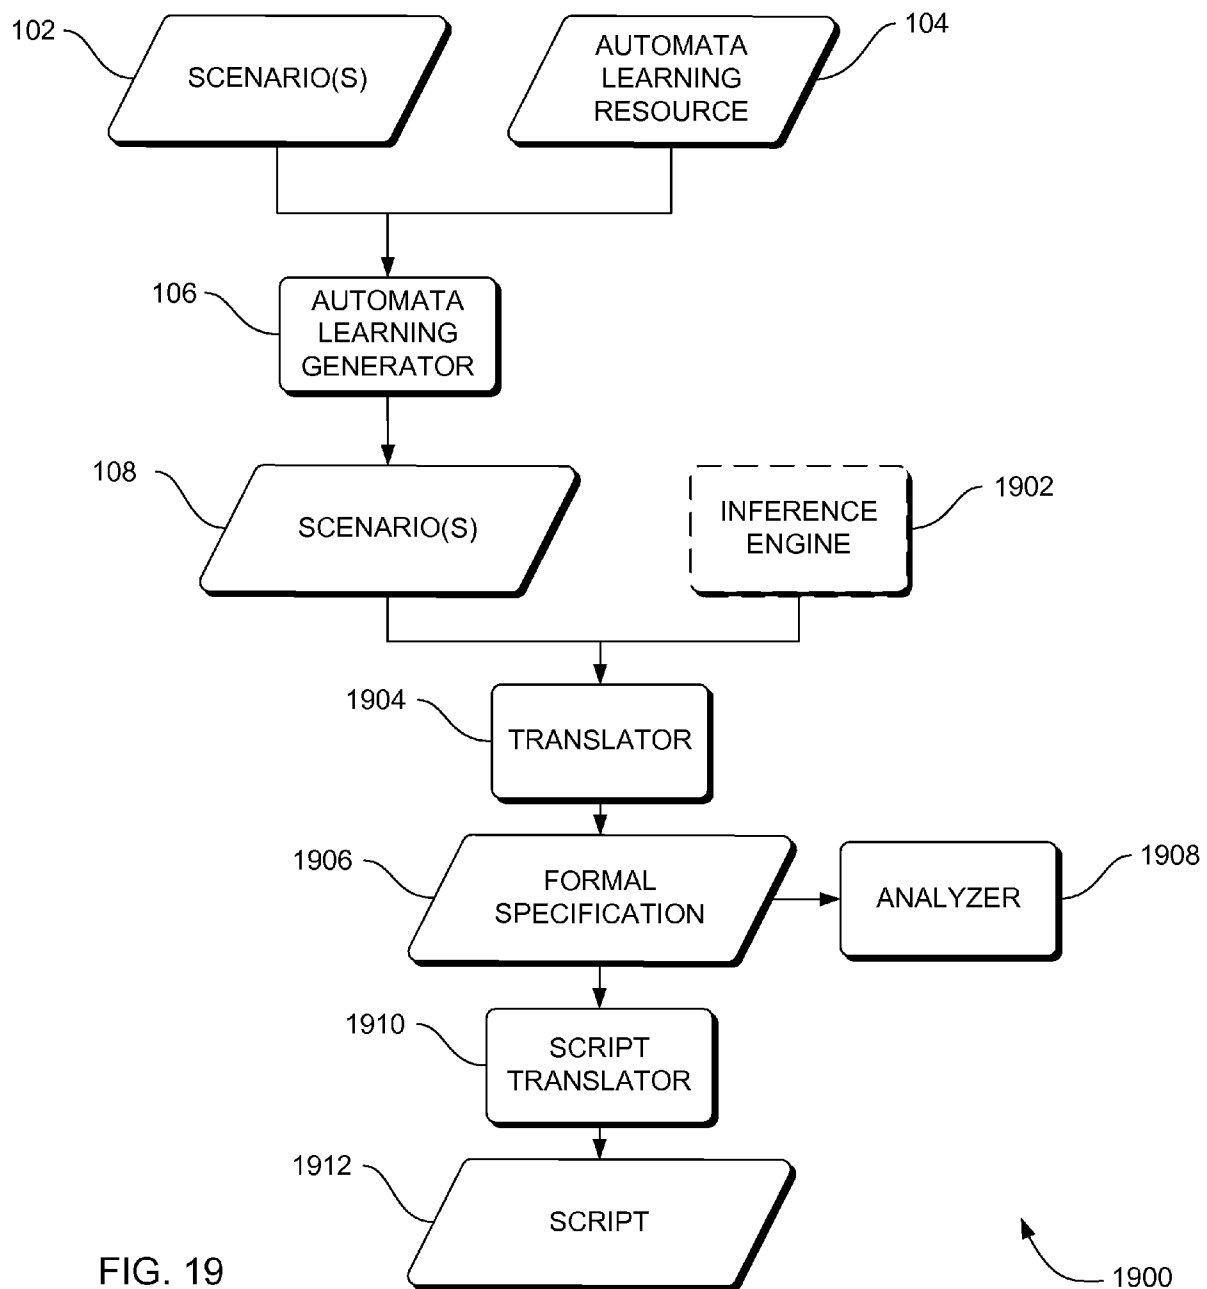 102
SCENARIO(S)
AUTOMATA
LEARNING
RESOURCE
104
106
AUTOMATA
LEARNING
GENERATOR
108
SCENARIO(S)
INFERENCE
ENGINE
1902
1904
TRANSLATOR
1906
FORMAL
SPECIFICATION
ANALYZER
1908
1910
SCRIPT
TRANSLATOR
1912
SCRIPT
FIG. 19
1900